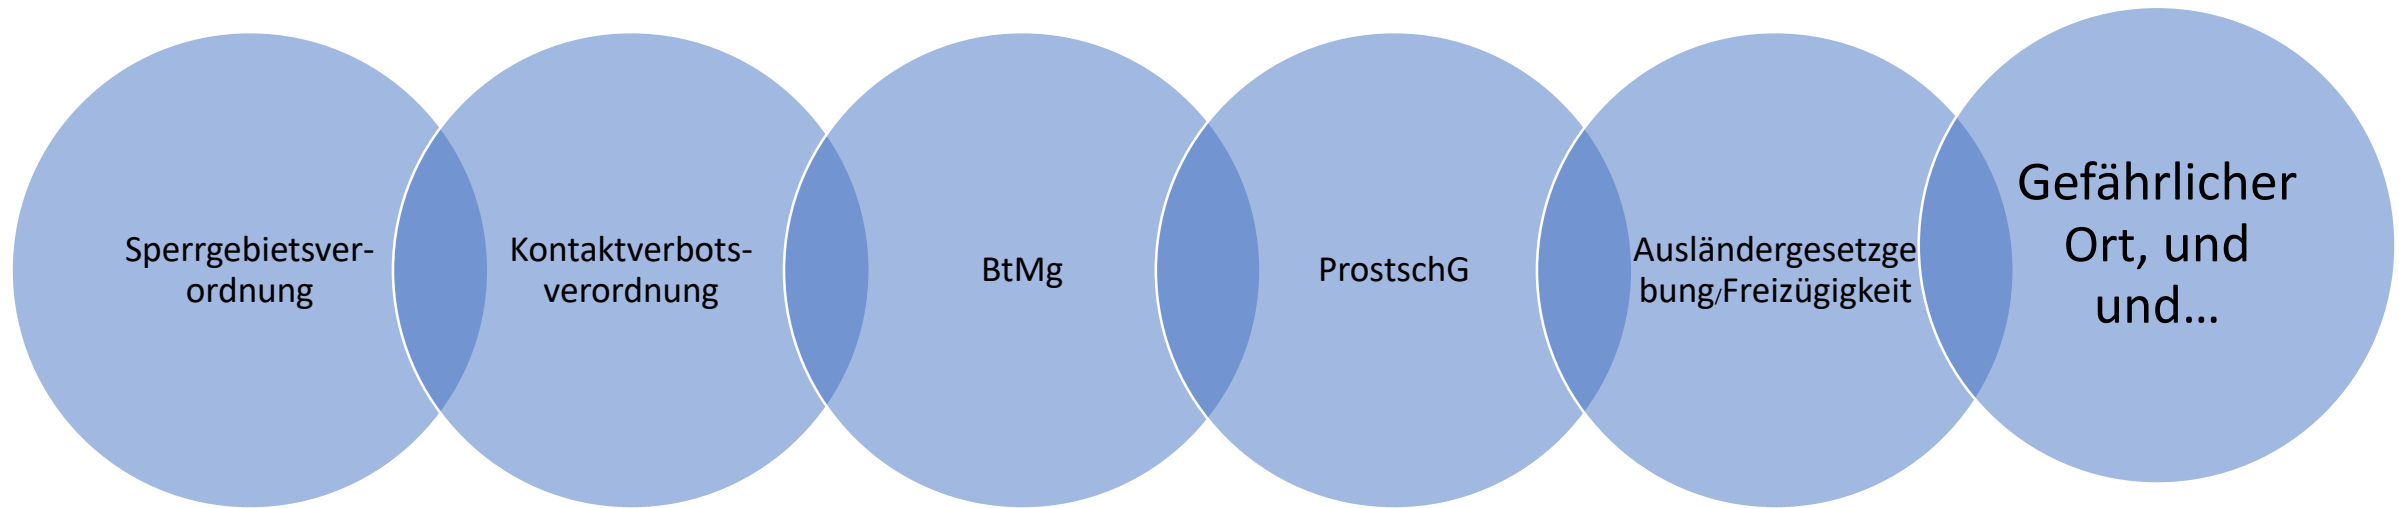 Sperrgebietsver-
ordnung
Kontaktverbots-
verordnung
BtMg
ProstschG
Ausländergesetzge
bung/Freizügigkeit
Gefährlicher
Ort, und
und...